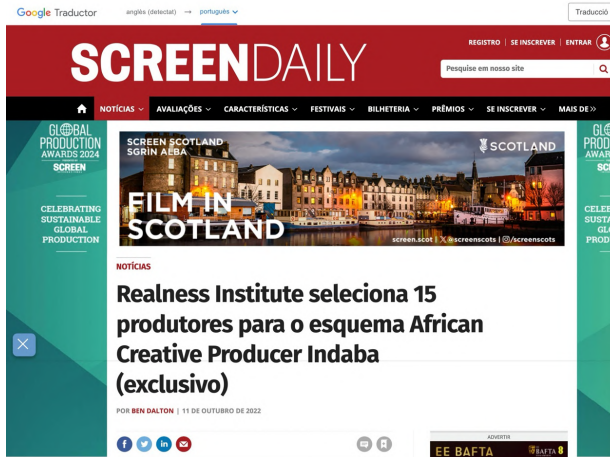 Google Traductor
anglès (detectat) → português
Traducció
SCREENDAILY
REGISTRO | SE INSCREVER | ENTRAR
Pesquise em nosso site
NOTÍCIAS AVALIAÇÕES CARACTERÍSTICAS FESTIVAIS BILHETERIA PRÊMIOS SE INSCREVER MAIS DE »
GLOBAL
PRODUCTION
AWARDS 2024
SCREEN
CELEBRATING
SUSTAINABLE
GLOBAL
PRODUCTION
SCREEN SCOTLAND
SGRÌN ALBA
SCOTLAND
FILM IN
SCOTLAND
screen.scot | X @screenscots | @/screenscots
NOTÍCIAS
Realness Institute seleciona 15
produtores para o esquema African
Creative Producer Indaba
(exclusivo)
POR BEN DALTON | 11 DE OUTUBRO DE 2022
ADVERTIR
EE BAFTA
BAFTA